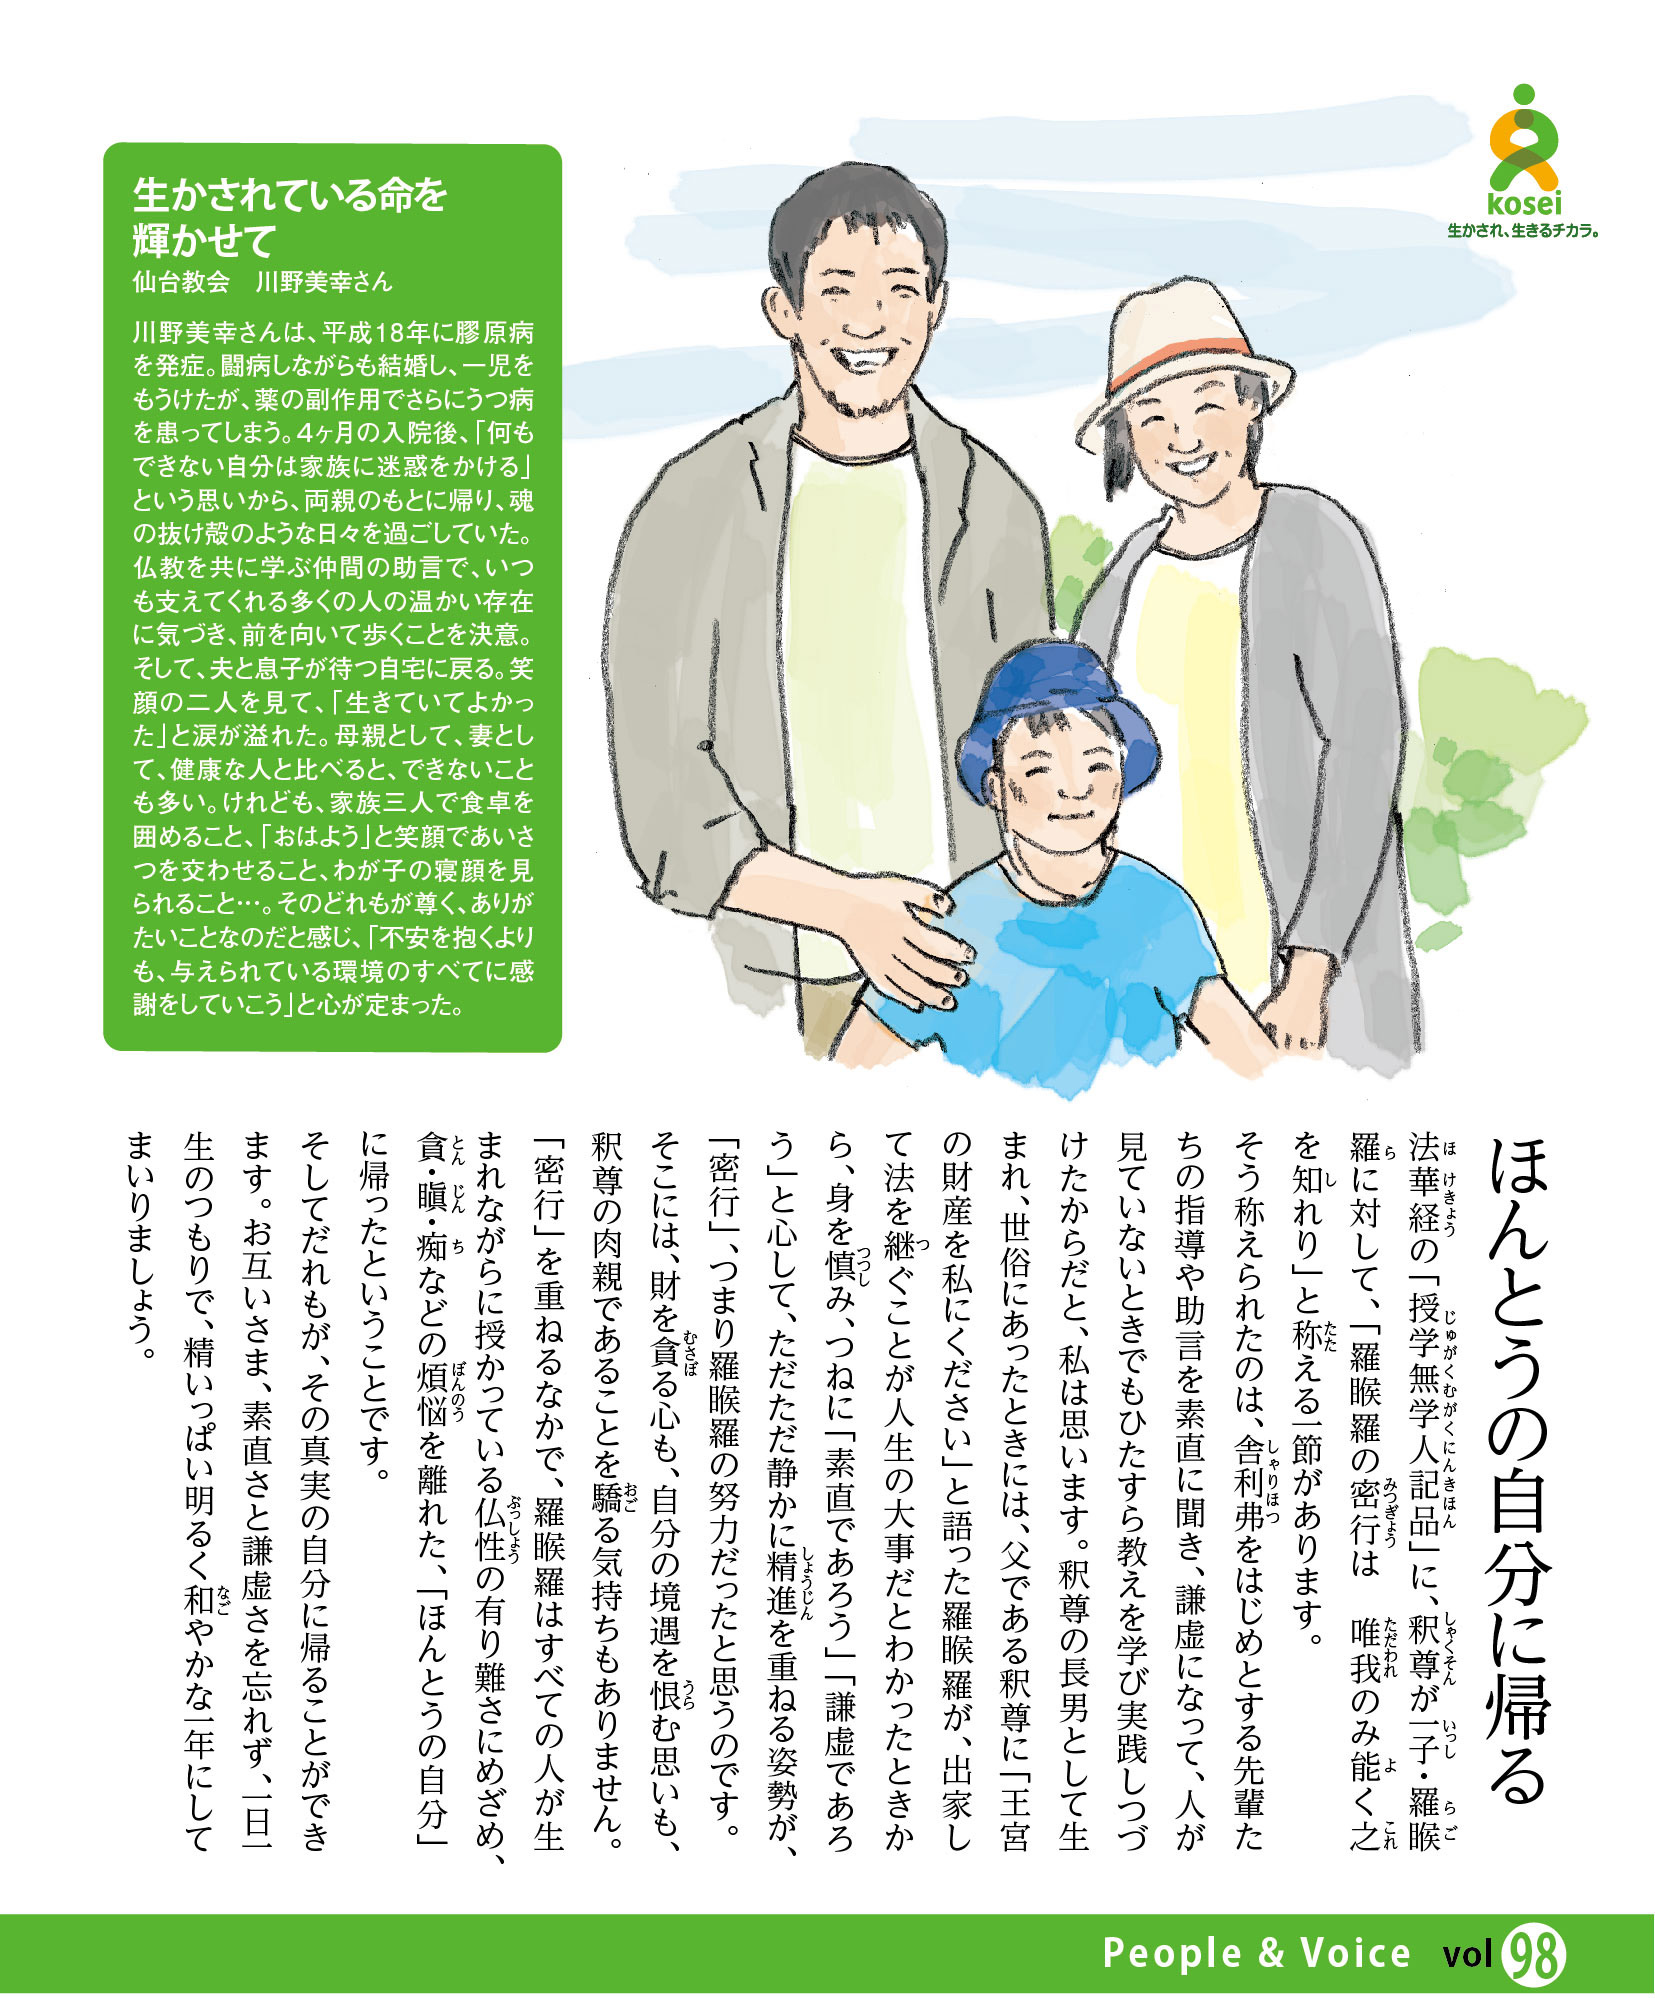 kosei
生かされ、生きるチカラ。
生かされている命を
輝かせて
仙台教会　川野美幸さん
川野美幸さんは、平成18年に膠原病
を発症。闘病しながらも結婚し、一児を
もうけたが、薬の副作用でさらにうつ病
を患ってしまう。4ヶ月の入院後、「何も
できない自分は家族に迷惑をかける」
という思いから、両親のもとに帰り、魂
の抜け殻のような日々を過ごしていた。
仏教を共に学ぶ仲間の助言で、いつ
も支えてくれる多くの人の温かい存在
に気づき、前を向いて歩くことを決意。
そして、夫と息子が待つ自宅に戻る。笑
顔の二人を見て、「生きていてよかっ
た」と涙が溢れた。母親として、妻とし
て、健康な人と比べると、できないこと
も多い。けれども、家族三人で食卓を
囲めること、「おはよう」と笑顔であいさ
つを交わせること、わが子の寝顔を見
られること…。そのどれもが尊く、ありが
たいことなのだと感じ、「不安を抱くより
も、与えられている環境のすべてに感
謝をしていこう」と心が定まった。
ほんとうの自分に帰る
法華経の「授学無学人記品」に、釈尊が一子・羅睺
羅に対して、「羅睺羅の密行は　唯我のみ能く之
を知れり」と称える一節があります。
そう称えられたのは、舎利弗をはじめとする先輩た
ちの指導や助言を素直に聞き、謙虚になって、人が
見ていないときでもひたすら教えを学び実践しつづ
けたからだと、私は思います。釈尊の長男として生
まれ、世俗にあったときには、父である釈尊に「王宮
の財産を私にください」と語った羅睺羅が、出家し
て法を継ぐことが人生の大事だとわかったときか
ら、身を慎み、つねに「素直であろう」「謙虚であろ
う」と心して、ただただ静かに精進を重ねる姿勢が、
「密行」、つまり羅睺羅の努力だったと思うのです。
そこには、財を貪る心も、自分の境遇を恨む思いも、
釈尊の肉親であることを驕る気持ちもありません。
「密行」を重ねるなかで、羅睺羅はすべての人が生
まれながらに授かっている仏性の有り難さにめざめ、
貪・瞋・痴などの煩悩を離れた、「ほんとうの自分」
に帰ったということです。
そしてだれもが、その真実の自分に帰ることができ
ます。お互いさま、素直さと謙虚さを忘れず、一日一
生のつもりで、精いっぱい明るく和やかな一年にして
まいりましょう。
People & Voice vol 98